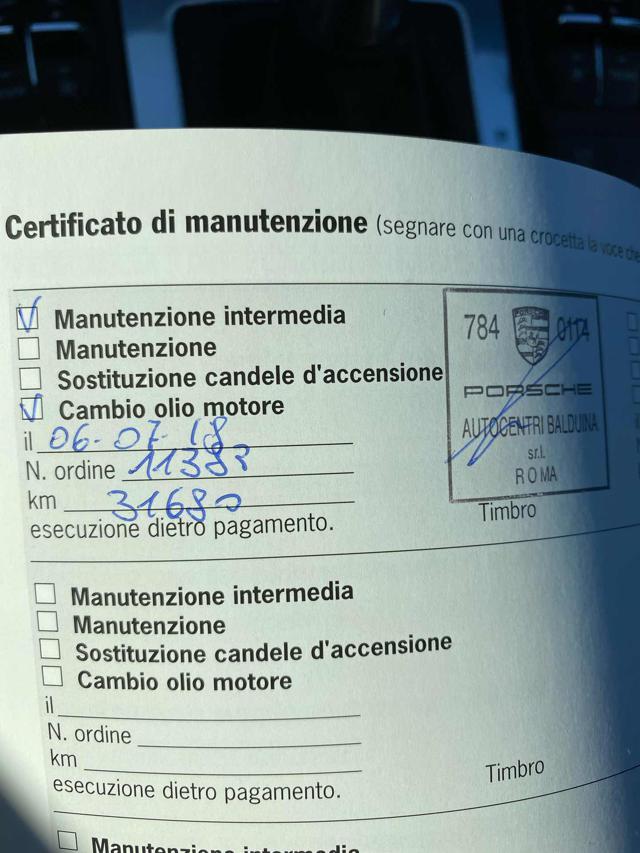 Certificato di manutenzione (segnare con una crocetta la voce che
Manutenzione intermedia
Manutenzione
Sostituzione candele d'accensione
Cambio olio motore
il 06-07-18
N. ordine 11383
km 31680
esecuzione dietro pagamento.
784 0114
PORSCHE
AUTOCENTRI BALDUINA
s.r.l.
ROMA
Timbro
Manutenzione intermedia
Manutenzione
Sostituzione candele d'accensione
Cambio olio motore
il
N. ordine
km
esecuzione dietro pagamento.
Timbro
Manutenzione intermedia